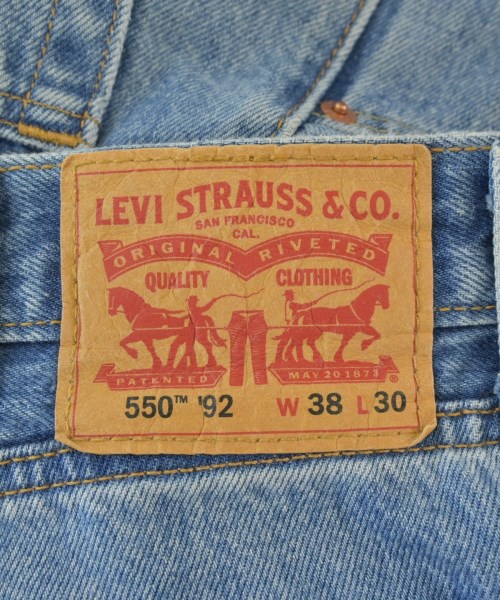 LEVI STRAUSS & CO.
SAN FRANCISCO
CAL.
ORIGINAL RIVETED
QUALITY CLOTHING
PATENTED MAY 20 1873 ®
550™ '92 W 38 L 30